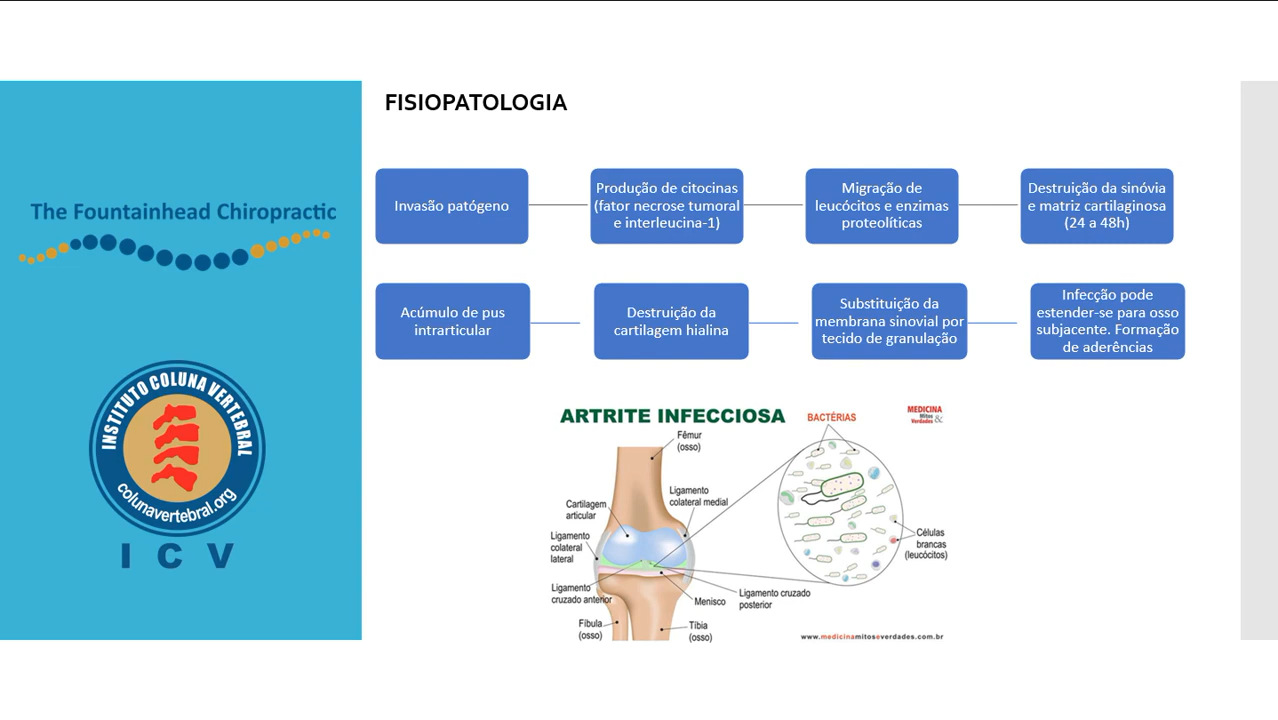 FISIOPATOLOGIA
The Fountainhead Chiropractic
INSTITUTO COLUNA VERTEBRAL
colunavertebral.org
I C V
Invasão patógeno
Produção de citocinas
(fator necrose tumoral
e interleucina-1)
Migração de
leucócitos e enzimas
proteolíticas
Destruição da sinóvia
e matriz cartilaginosa
(24 a 48h)
Acúmulo de pus
intrarticular
Destruição da
cartilagem hialina
Substituição da
membrana sinovial por
tecido de granulação
Infecção pode
estender-se para osso
subjacente. Formação
de aderências
ARTRITE INFECCIOSA
BACTÉRIAS
MEDICINA
Mitos
Verdades &
Fêmur
(osso)
Ligamento
colateral medial
Cartilagem
articular
Ligamento
colateral
lateral
Ligamento
cruzado anterior
Menisco
Ligamento cruzado
posterior
Fíbula
(osso)
Tíbia
(osso)
Células
brancas
(leucócitos)
www.medicinamitoseverdades.com.br